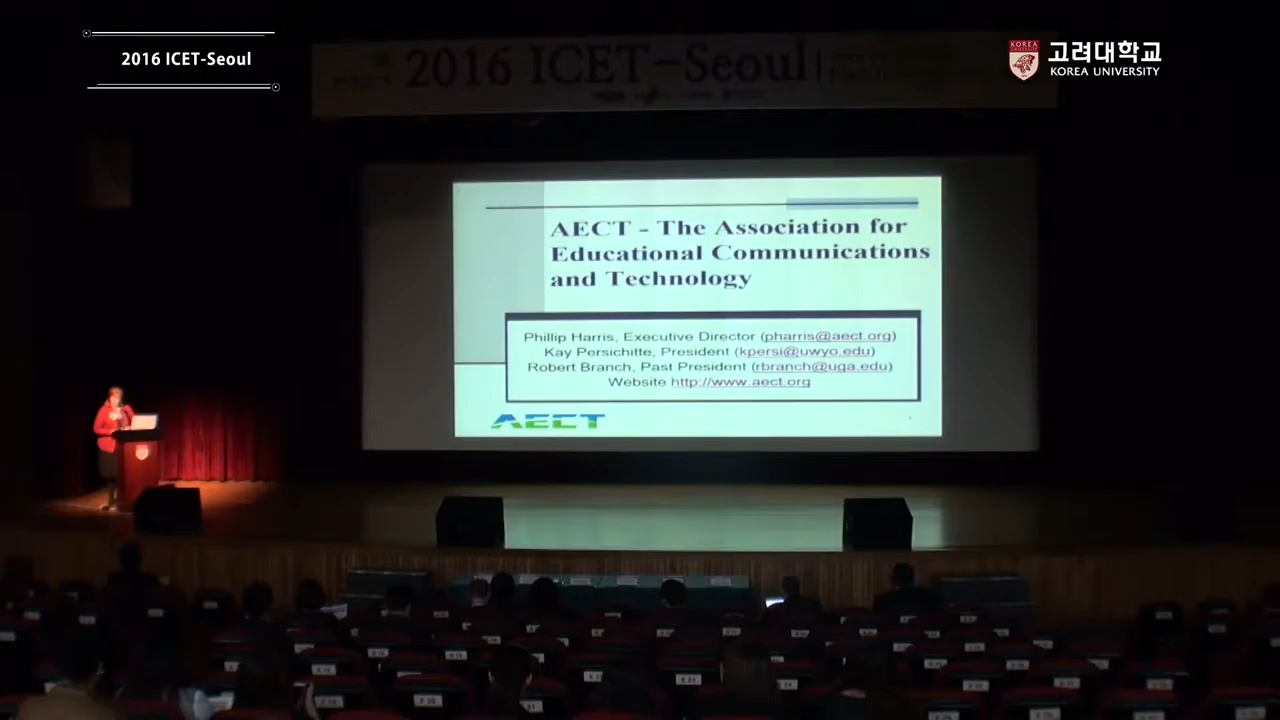 2016 ICET-Seoul
2016 ICET-Seoul
KOREA
고려대학교
KOREA UNIVERSITY
AECT - The Association for
Educational Communications
and Technology
Phillip Harris, Executive Director (pharris@aect.org)
Kay Persichitte, President (kpersi@uwyo.edu)
Robert Branch, Past President (rbranch@uga.edu)
Website http://www.aect.org
AECT